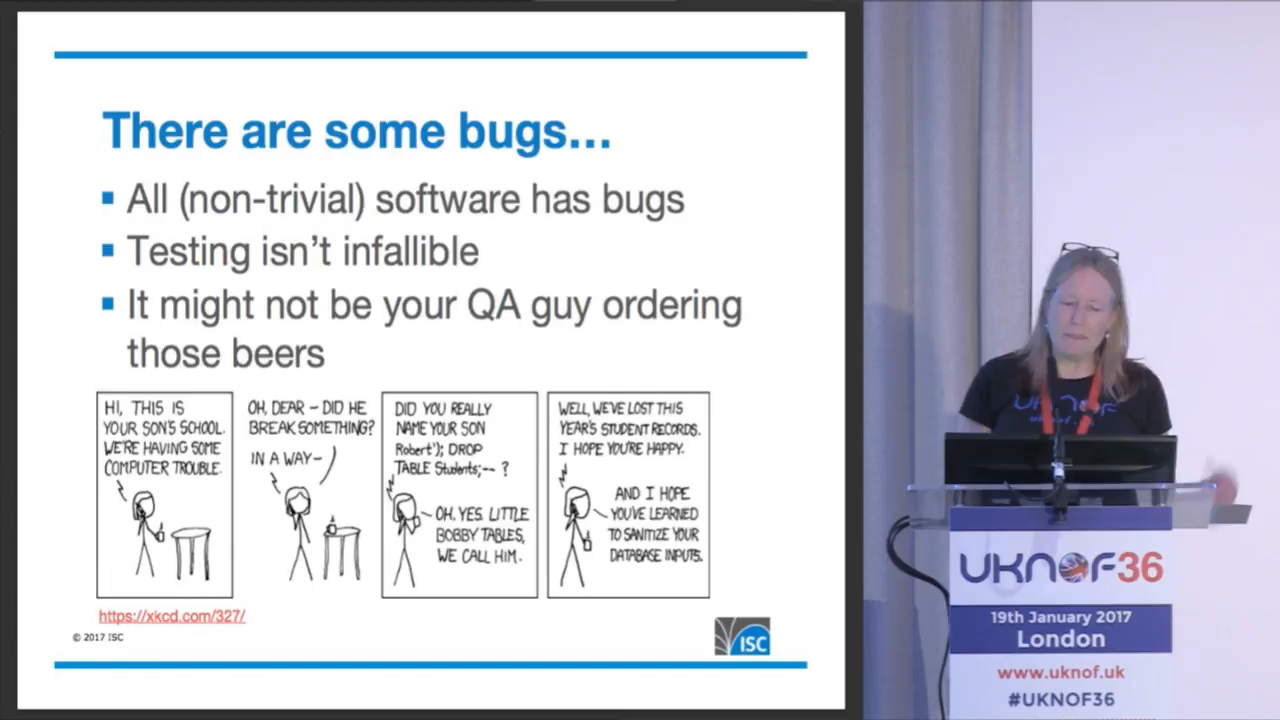 There are some bugs...
▪ All (non-trivial) software has bugs
▪ Testing isn't infallible
▪ It might not be your QA guy ordering
those beers
HI, THIS IS
YOUR SON'S SCHOOL.
WE'RE HAVING SOME
COMPUTER TROUBLE.
OH, DEAR – DID HE
BREAK SOMETHING?
IN A WAY–
DID YOU REALLY
NAME YOUR SON
Robert'); DROP
TABLE Students;-- ?
OH, YES. LITTLE
BOBBY TABLES,
WE CALL HIM.
WELL, WE'VE LOST THIS
YEAR'S STUDENT RECORDS.
I HOPE YOU'RE HAPPY.
AND I HOPE
YOU'VE LEARNED
TO SANITIZE YOUR
DATABASE INPUTS.
https://xkcd.com/327/
© 2017 ISC
ISC
UKNOF
UKNOF36
19th January 2017
London
www.uknof.uk
#UKNOF36